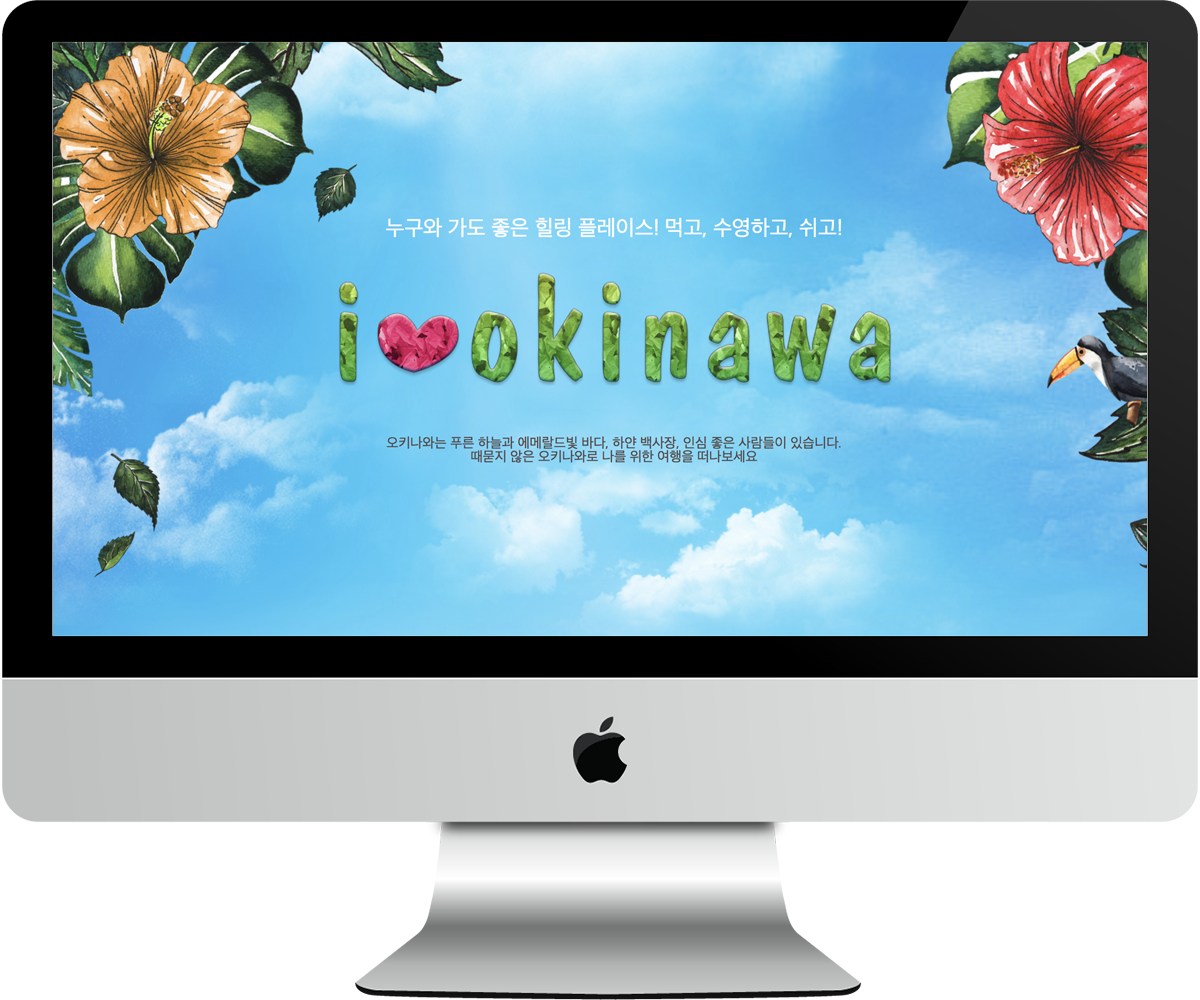 누구와 가도 좋은 힐링 플레이스! 먹고, 수영하고, 쉬고!
i♥okinawa
오키나와는 푸른 하늘과 에메랄드빛 바다, 하얀 백사장, 인심 좋은 사람들이 있습니다.
때묻지 않은 오키나와로 나를 위한 여행을 떠나보세요